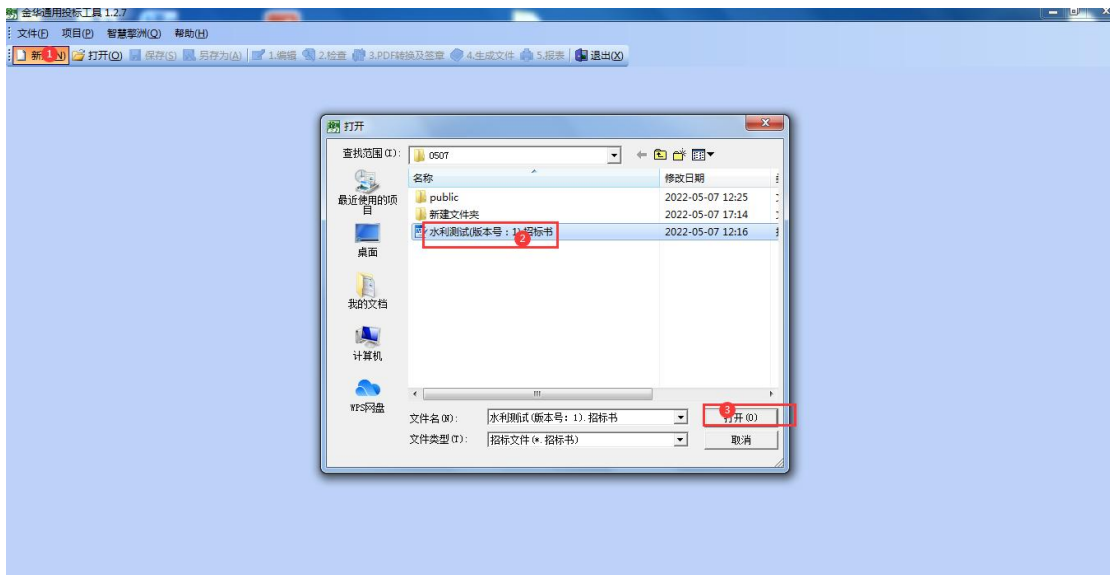 金华通用投标工具 1.2.7
文件(F) 项目(P) 智慧擎洲(Q) 帮助(H)
1 (N) 打开(O) 保存(S) 另存为(A) 1.编辑 2.检查 3.PDF转换及签章 4.生成文件 5.报表 退出(X)
打开
查找范围(I): 0507
名称 修改日期
public 2022-05-07 12:25
新建文件夹 2022-05-07 17:14
水利测试(版本号:1).招标书 2022-05-07 12:16
2
最近使用的项目
桌面
我的文档
计算机
WPS网盘
文件名(N): 水利测试(版本号:1).招标书
3
打开(O)
文件类型(T): 招标文件(*.招标书)
取消